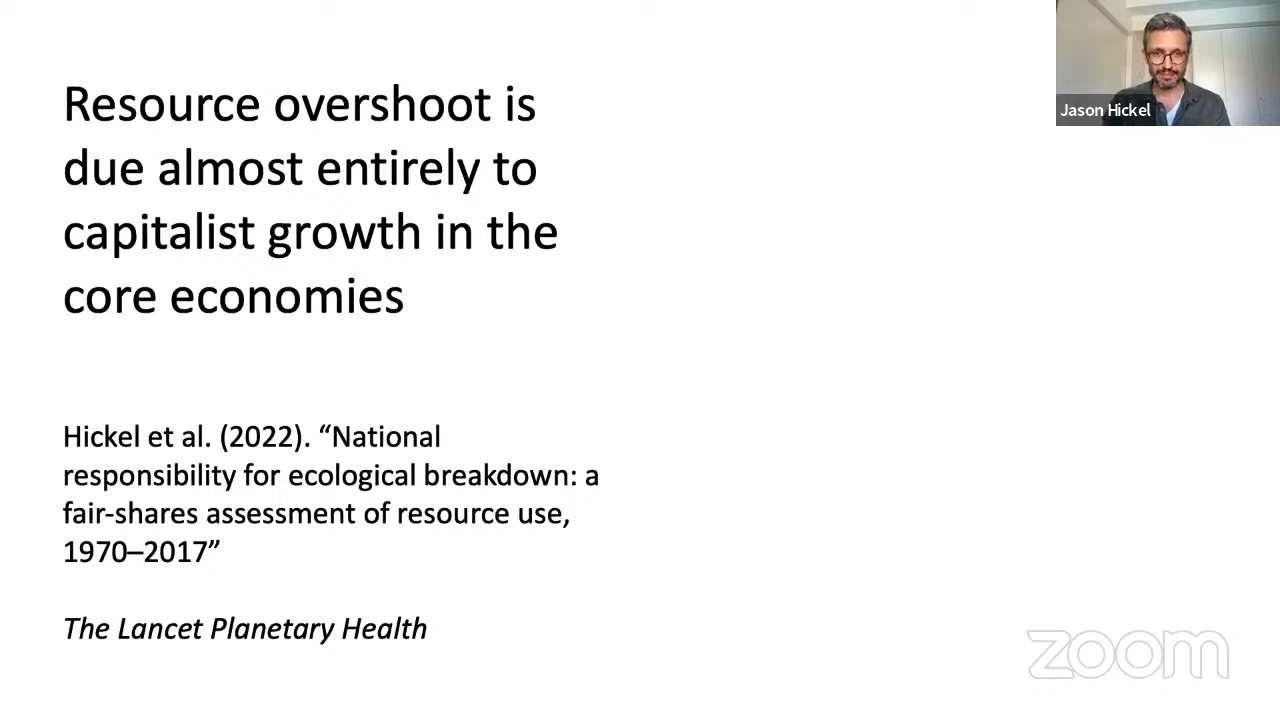 Resource overshoot is
due almost entirely to
capitalist growth in the
core economies
Hickel et al. (2022). “National
responsibility for ecological breakdown: a
fair-shares assessment of resource use,
1970–2017”
The Lancet Planetary Health
Jason Hickel
zoom